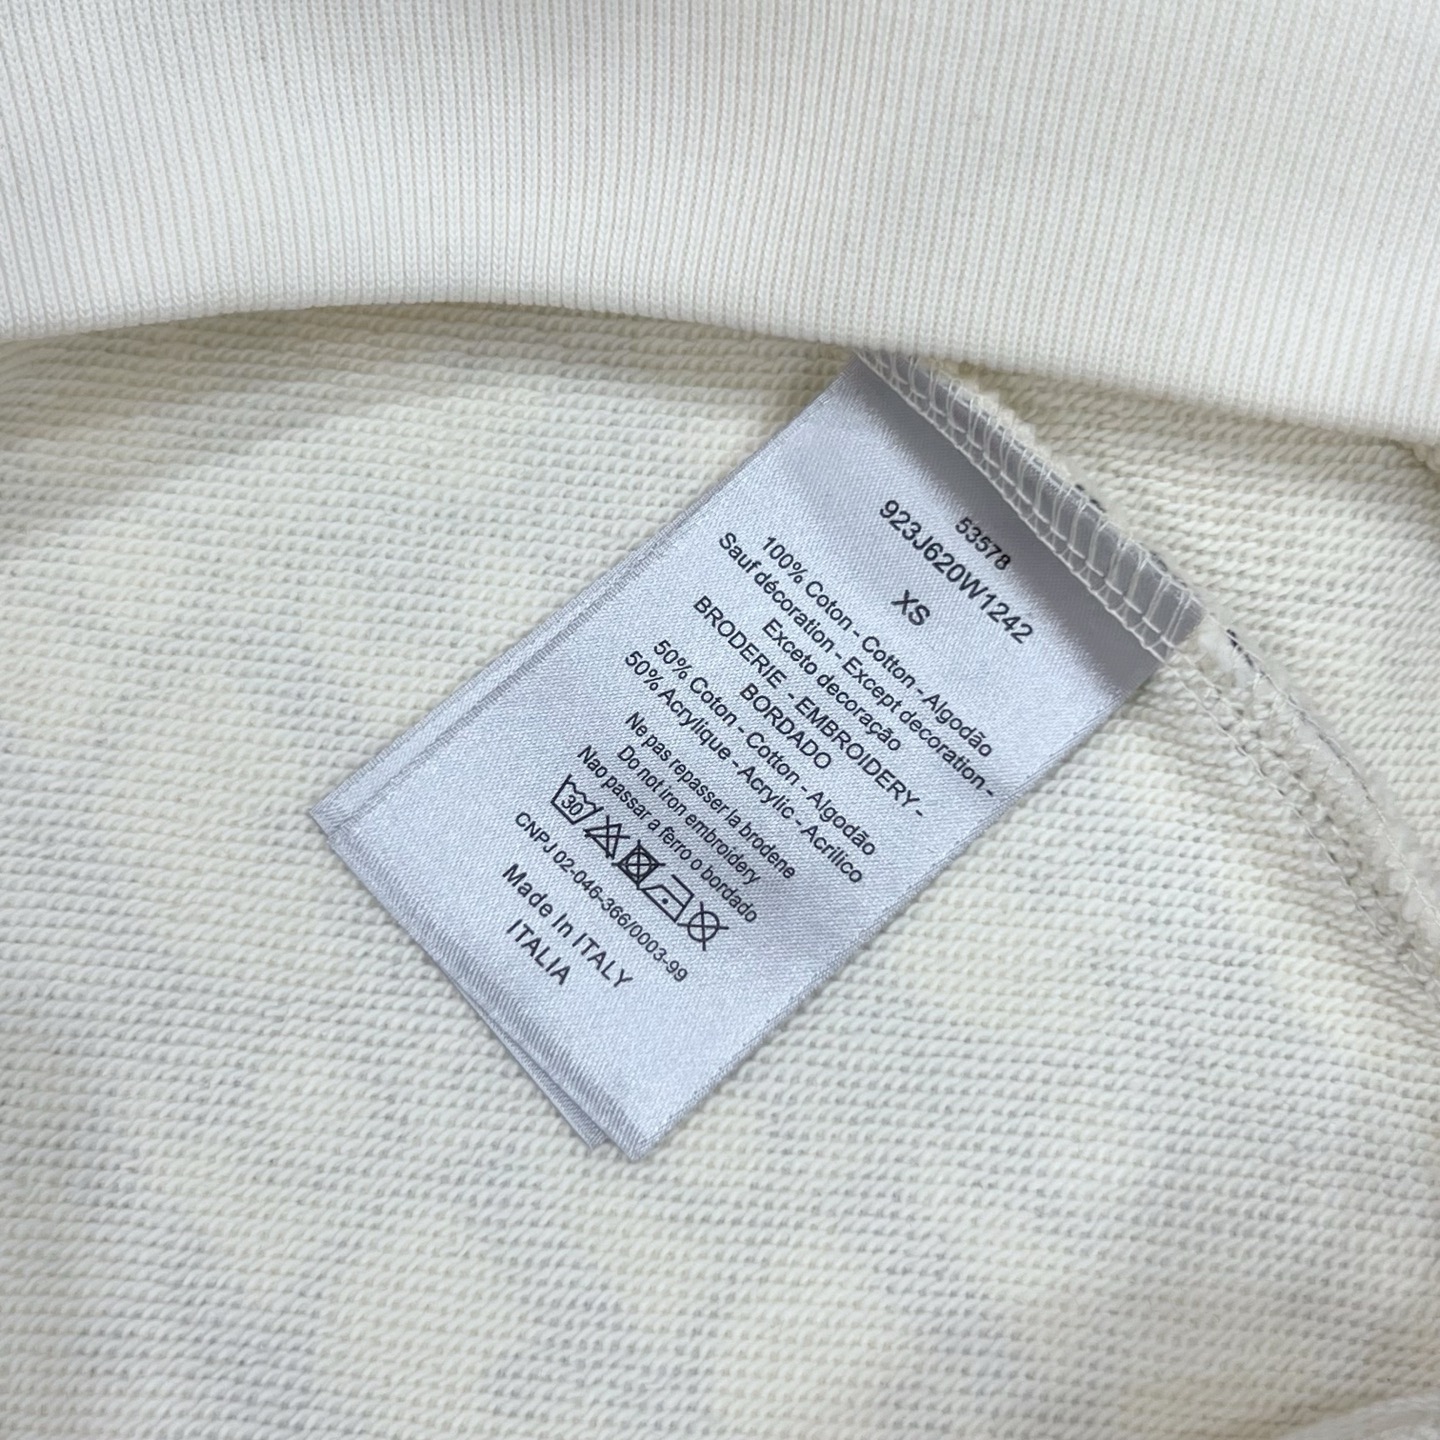 53578
923J620W1242
XS
100% Coton - Cotton - Algodão
Sauf décoration - Except decoration -
Exceto decoração
BRODERIE - EMBROIDERY -
BORDADO
50% Coton - Cotton - Algodão
50% Acrylique - Acrylic - Acrilico
Ne pas repasser la brodene
Do not iron embroidery
Nao passar a ferro o bordado
30
CNPJ 02-046-366/0003-99
Made In ITALY
ITALIA